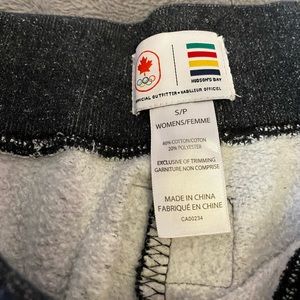 HUDSON'S BAY
OFFICIAL OUTFITTER • HABILLEUR OFFICIEL
S/P
WOMENS/FEMME
80% COTTON/COTON
20% POLYESTER
EXCLUSIVE OF TRIMMING
GARNITURE NON COMPRISE
MADE IN CHINA
FABRIQUÉ EN CHINE
CA00234